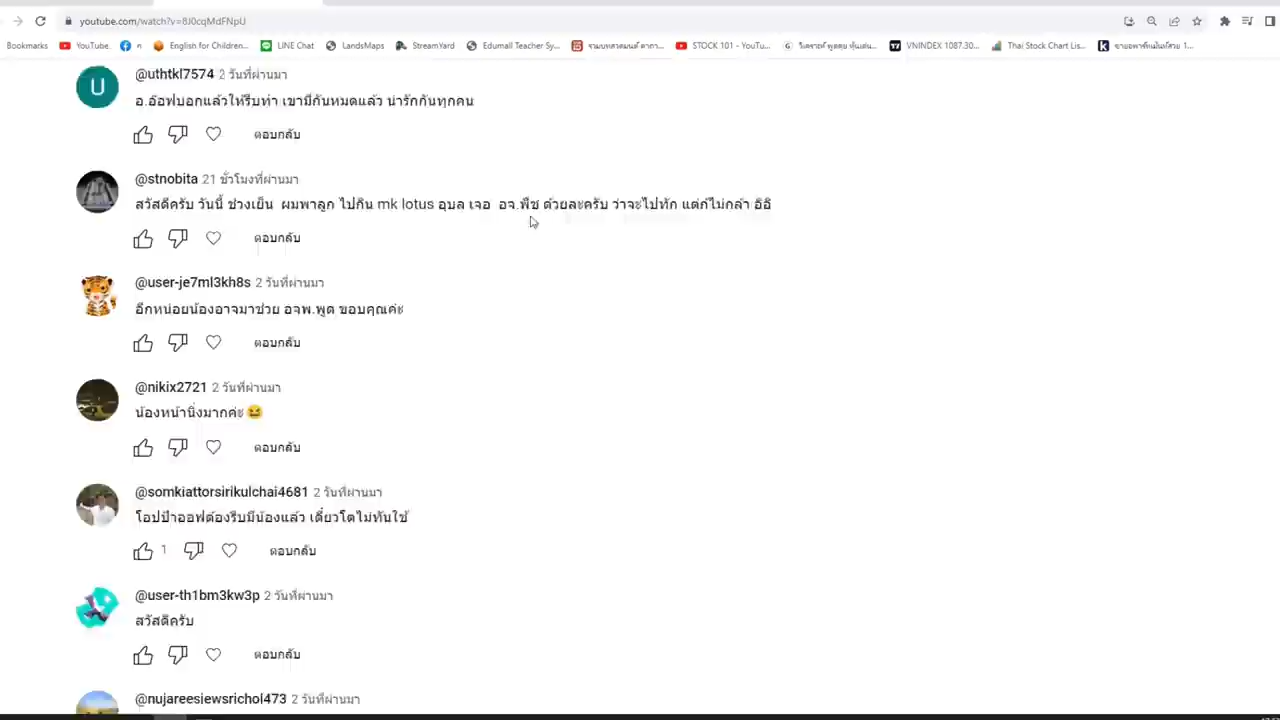 youtube.com/watch?v=8J0cqMdFNpU
Bookmarks YouTube English for Children... LINE Chat LandsMaps StreamYard Edumall Teacher Sy... STOCK 101 - YouTu... VNINDEX 1087.30... Thai Stock Chart Lis...
@uthtkl7574 2 วันที่ผ่านมา
อ.อ๊อฟบอกแล้วให้รีบทำ เขามีกันหมดแล้ว น่ารักกันทุกคน
ตอบกลับ
@stnobita 21 ชั่วโมงที่ผ่านมา
สวัสดีครับ วันนี้ ช่วงเย็น ผมพาลูก ไปกิน mk lotus อุบล เจอ อจ.พืช ด้วยละครับ ว่าจะไปทัก แต่ก้ไม่กล้า อิอิ
ตอบกลับ
@user-je7ml3kh8s 2 วันที่ผ่านมา
อีกหน่อยน้องอาจมาช่วย อจพ.พูด ขอบคุณค่ะ
ตอบกลับ
@nikix2721 2 วันที่ผ่านมา
น้องหน้านิ่งมากค่ะ😆
ตอบกลับ
@somkiattorsirikulchai4681 2 วันที่ผ่านมา
โอปป้าออฟต้องรีบมีน้องแล้ว เดี๋ยวโตไม่ทันใช้
1 ตอบกลับ
@user-th1bm3kw3p 2 วันที่ผ่านมา
สวัสดีครับ
ตอบกลับ
@nujareesiewsrichol473 2 วันที่ผ่านมา